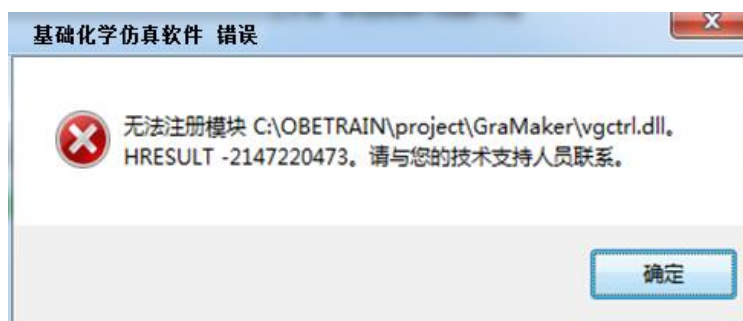 基础化学仿真软件 错误
无法注册模块 C:\OBETRAIN\project\GraMaker\vgctrl.dll。
HRESULT -2147220473。请与您的技术支持人员联系。
确定